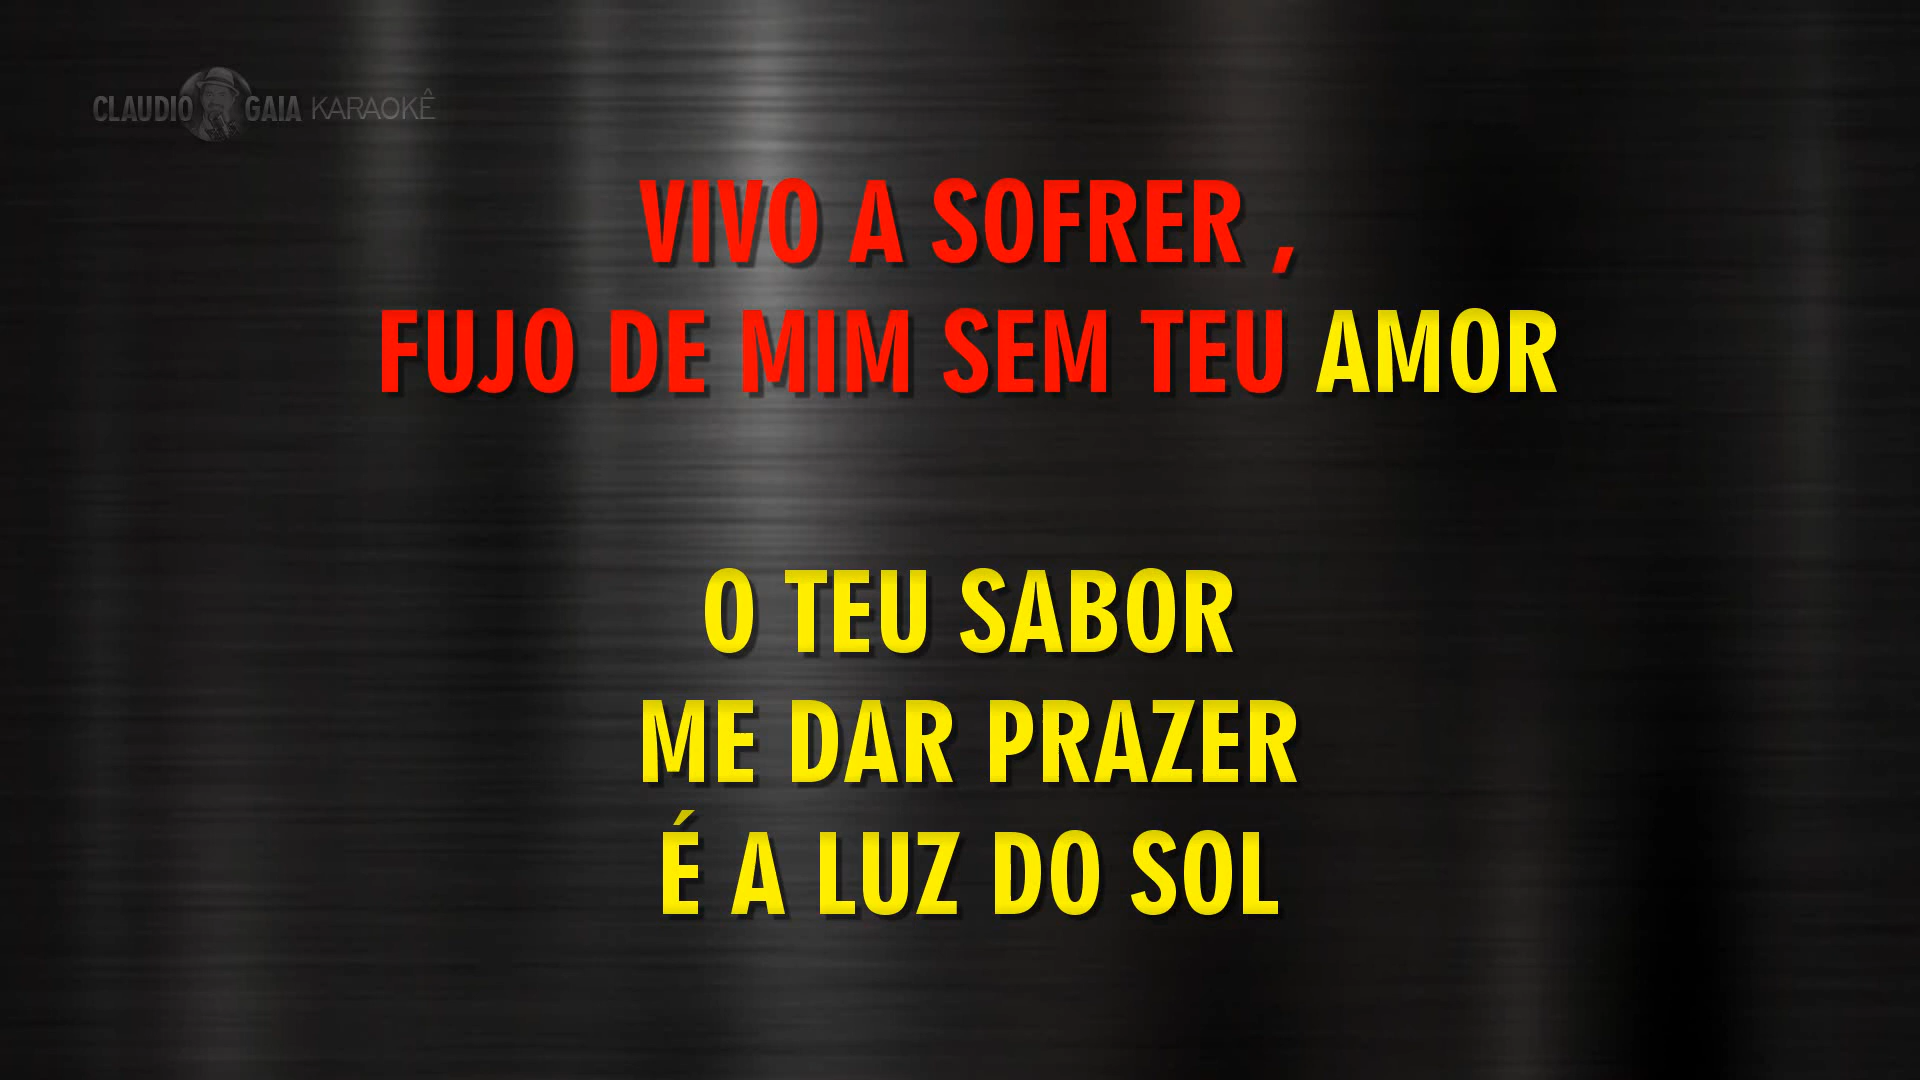 CLAUDIO GAIA KARAOKÊ
VIVO A SOFRER ,
FUJO DE MIM SEM TEU AMOR
O TEU SABOR
ME DAR PRAZER
É A LUZ DO SOL